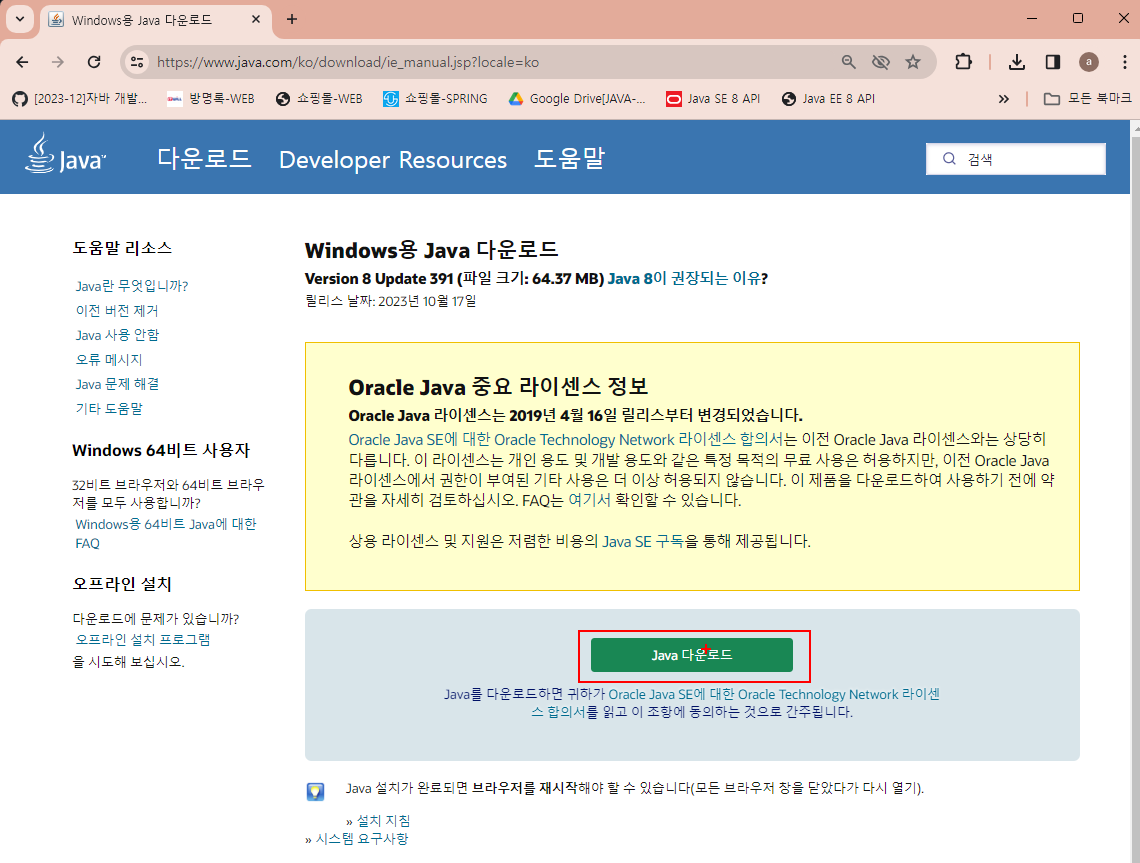 Windows용 Java 다운로드
https://www.java.com/ko/download/ie_manual.jsp?locale=ko
a
[2023-12]자바 개발...
방명록-WEB
쇼핑몰-WEB
쇼핑몰-SPRING
Google Drive[JAVA-...
Java SE 8 API
Java EE 8 API
»
모든 북마크
Java™
다운로드
Developer Resources
도움말
검색
도움말 리소스
Java란 무엇입니까?
이전 버전 제거
Java 사용 안함
오류 메시지
Java 문제 해결
기타 도움말
Windows 64비트 사용자
32비트 브라우저와 64비트 브라우
저를 모두 사용합니까?
Windows용 64비트 Java에 대한
FAQ
오프라인 설치
다운로드에 문제가 있습니까?
오프라인 설치 프로그램
을 시도해 보십시오.
Windows용 Java 다운로드
Version 8 Update 391 (파일 크기: 64.37 MB) Java 8이 권장되는 이유?
릴리스 날짜: 2023년 10월 17일
Oracle Java 중요 라이센스 정보
Oracle Java 라이센스는 2019년 4월 16일 릴리스부터 변경되었습니다.
Oracle Java SE에 대한 Oracle Technology Network 라이센스 합의서는 이전 Oracle Java 라이센스와는 상당히
다릅니다. 이 라이센스는 개인 용도 및 개발 용도와 같은 특정 목적의 무료 사용은 허용하지만, 이전 Oracle Java
라이센스에서 권한이 부여된 기타 사용은 더 이상 허용되지 않습니다. 이 제품을 다운로드하여 사용하기 전에 약
관을 자세히 검토하십시오. FAQ는 여기서 확인할 수 있습니다.
상용 라이센스 및 지원은 저렴한 비용의 Java SE 구독을 통해 제공됩니다.
Java 다운로드
Java를 다운로드하면 귀하가 Oracle Java SE에 대한 Oracle Technology Network 라이센
스 합의서를 읽고 이 조항에 동의하는 것으로 간주됩니다.
Java 설치가 완료되면 브라우저를 재시작해야 할 수 있습니다(모든 브라우저 창을 닫았다가 다시 열기).
» 설치 지침
» 시스템 요구사항